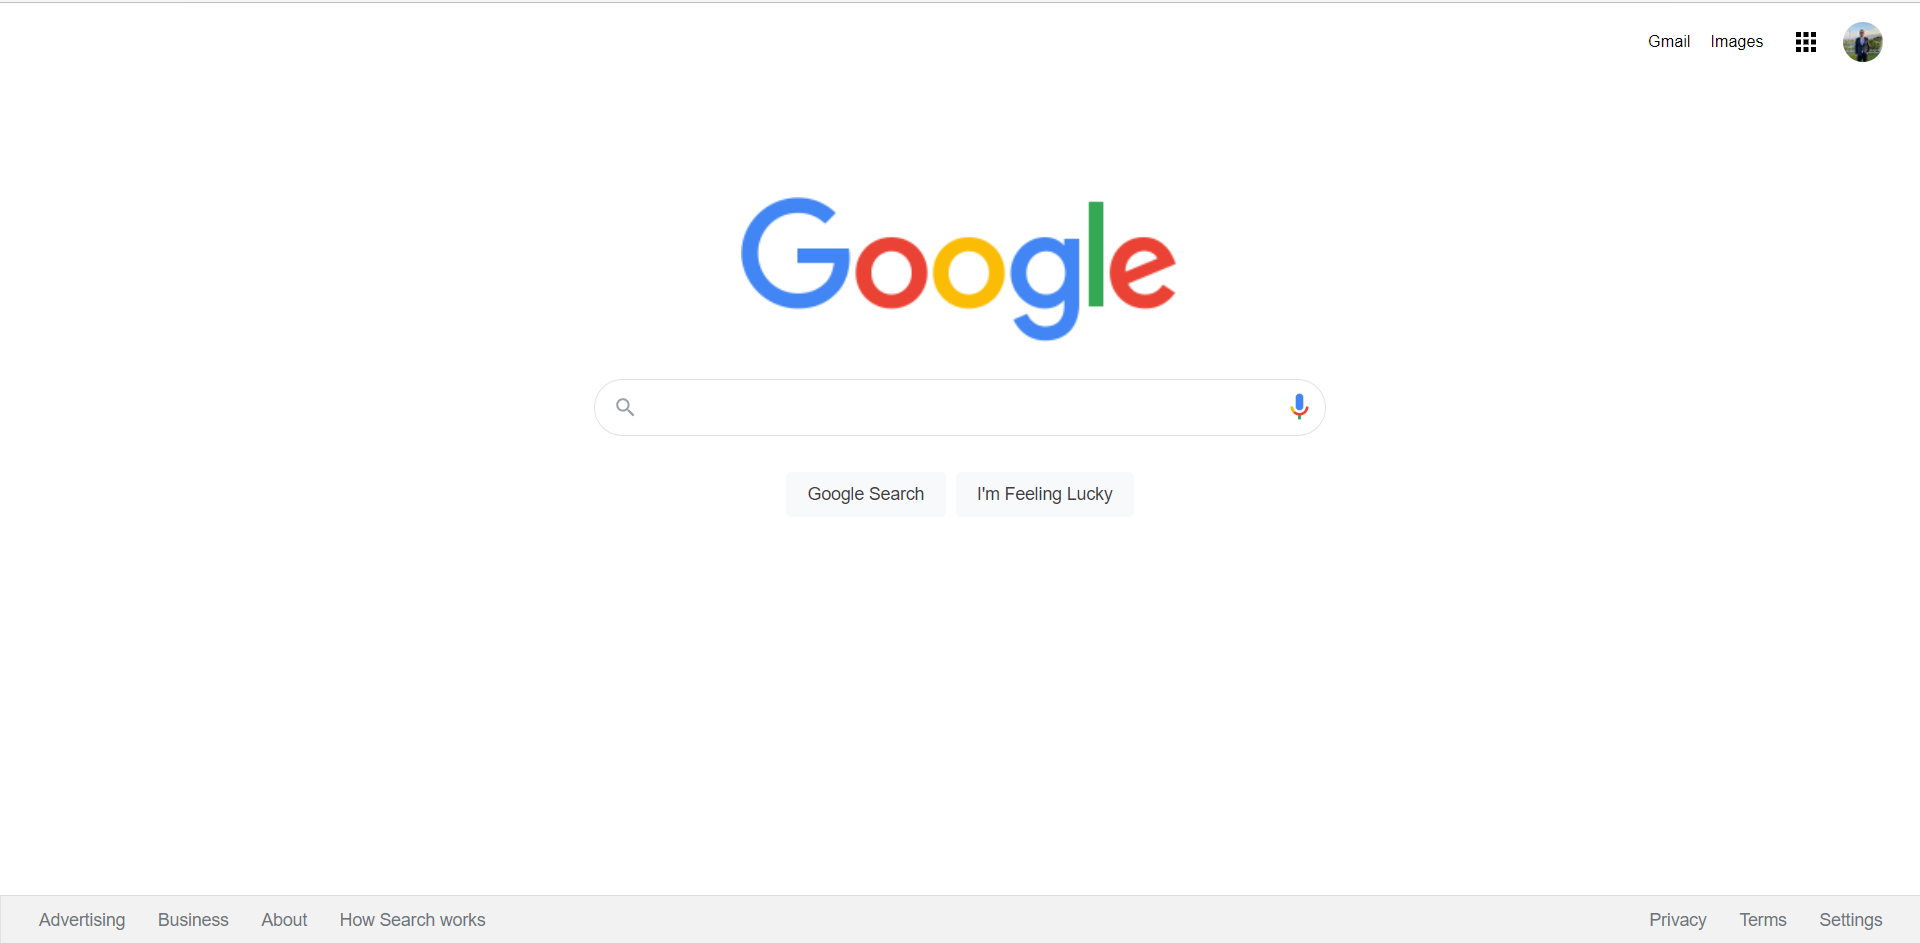 Gmail Images
Google
Google Search I'm Feeling Lucky
Advertising Business About How Search works Privacy Terms Settings